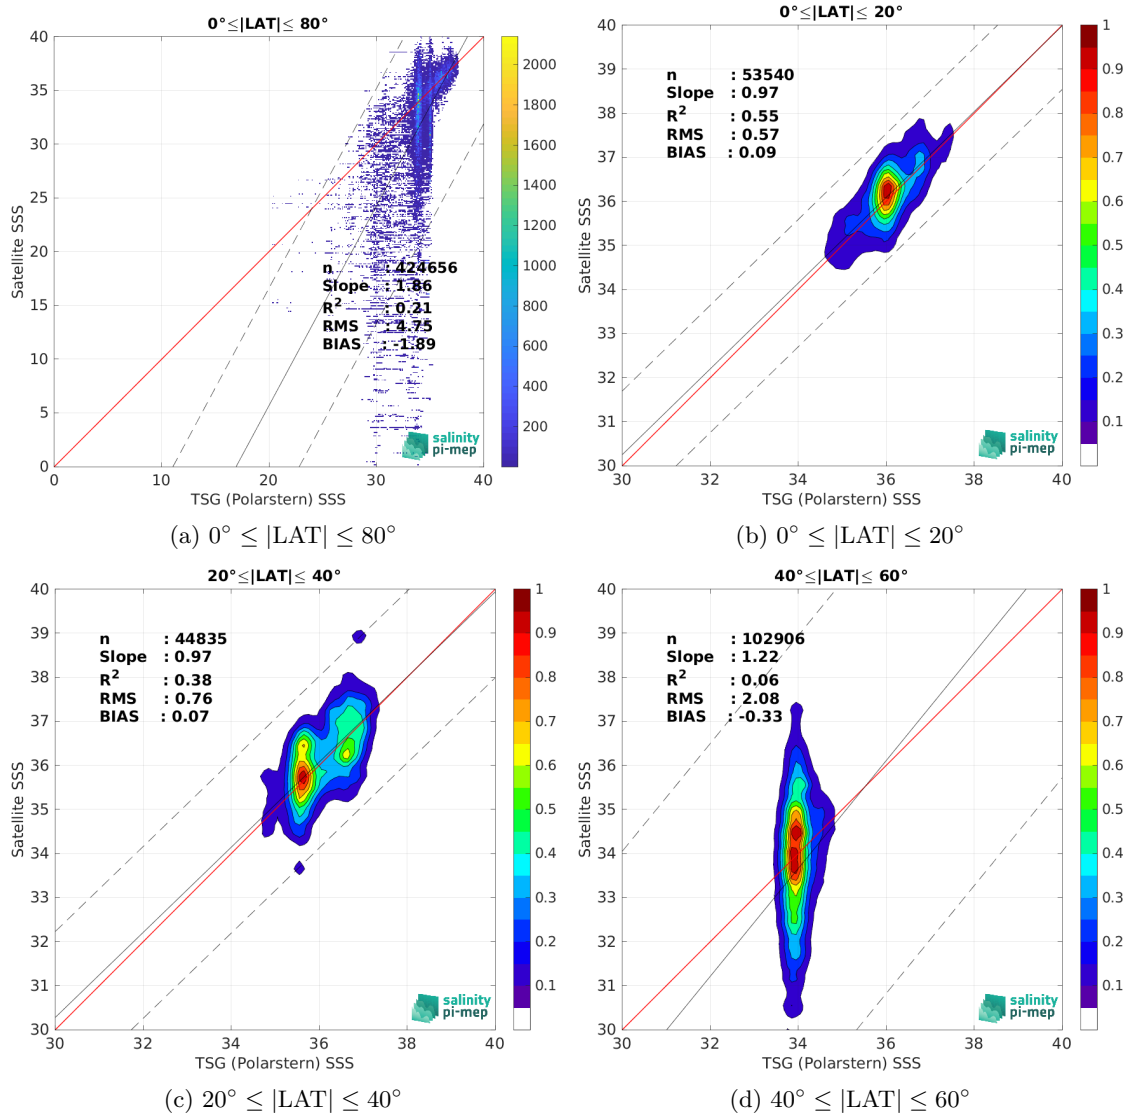 0°≤|LAT|≤ 80°
40
35
30
25
20
15
10
5
0
Satellite SSS
n : 424656
Slope : 1.86
R² : 0.21
RMS : 4.75
BIAS : -1.89
salinity
pi-mep
0 10 20 30 40
TSG (Polarstern) SSS
2000
1800
1600
1400
1200
1000
800
600
400
200
(a) 0° ≤ |LAT| ≤ 80°
0°≤|LAT|≤ 20°
40
39
38
37
36
35
34
33
32
31
30
Satellite SSS
n : 53540
Slope : 0.97
R² : 0.55
RMS : 0.57
BIAS : 0.09
salinity
pi-mep
30 32 34 36 38 40
TSG (Polarstern) SSS
1
0.9
0.8
0.7
0.6
0.5
0.4
0.3
0.2
0.1
(b) 0° ≤ |LAT| ≤ 20°
20°≤|LAT|≤ 40°
40
39
38
37
36
35
34
33
32
31
30
Satellite SSS
n : 44835
Slope : 0.97
R² : 0.38
RMS : 0.76
BIAS : 0.07
salinity
pi-mep
30 32 34 36 38 40
TSG (Polarstern) SSS
1
0.9
0.8
0.7
0.6
0.5
0.4
0.3
0.2
0.1
(c) 20° ≤ |LAT| ≤ 40°
40°≤|LAT|≤ 60°
40
39
38
37
36
35
34
33
32
31
30
Satellite SSS
n : 102906
Slope : 1.22
R² : 0.06
RMS : 2.08
BIAS : -0.33
salinity
pi-mep
30 32 34 36 38 40
TSG (Polarstern) SSS
1
0.9
0.8
0.7
0.6
0.5
0.4
0.3
0.2
0.1
(d) 40° ≤ |LAT| ≤ 60°